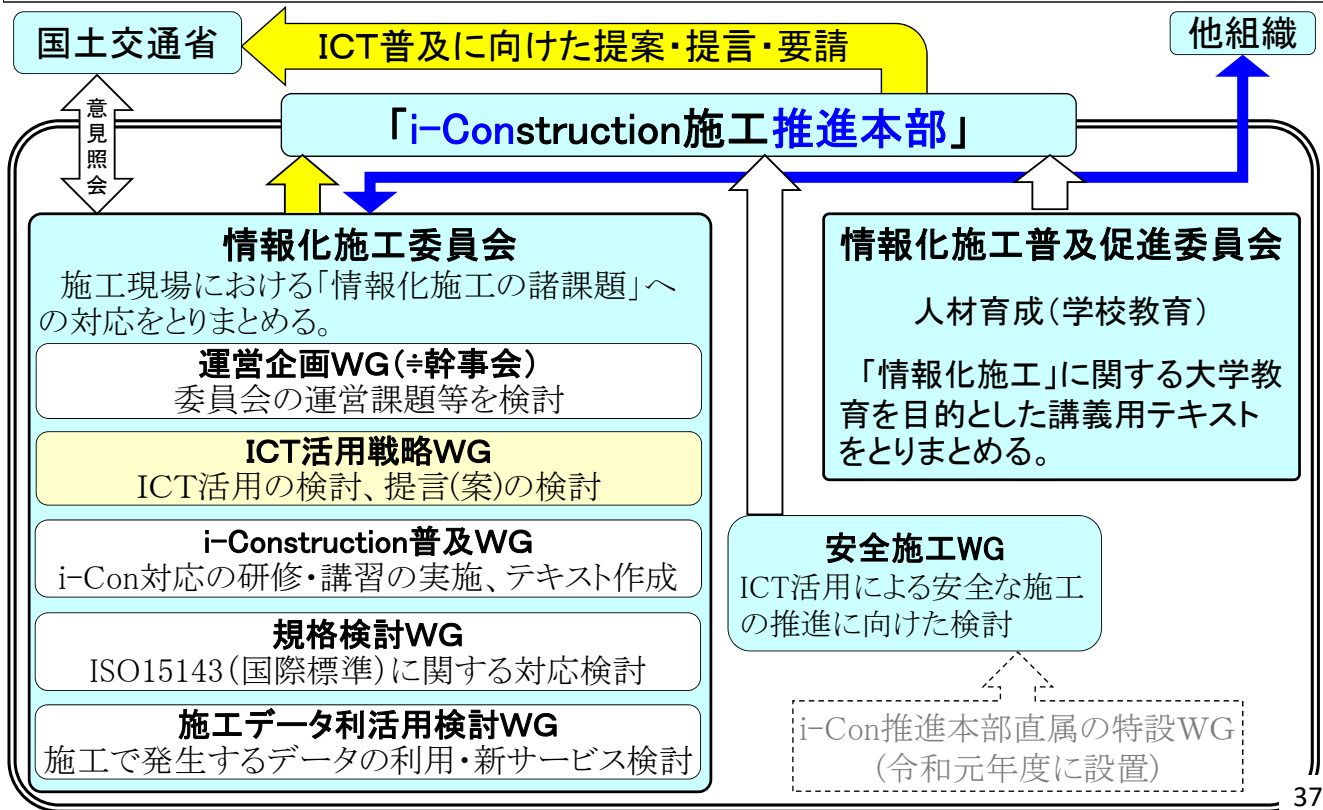 国土交通省
ICT普及に向けた提案・提言・要請
他組織
意見照会
「i-Construction施工推進本部」
情報化施工委員会
施工現場における「情報化施工の諸課題」へ
の対応をとりまとめる。
運営企画WG(≑幹事会)
委員会の運営課題等を検討
ICT活用戦略WG
ICT活用の検討、提言(案)の検討
i-Construction普及WG
i-Con対応の研修・講習の実施、テキスト作成
規格検討WG
ISO15143(国際標準)に関する対応検討
施工データ利活用検討WG
施工で発生するデータの利用・新サービス検討
情報化施工普及促進委員会
人材育成(学校教育)
「情報化施工」に関する大学教
育を目的とした講義用テキスト
をとりまとめる。
安全施工WG
ICT活用による安全な施工
の推進に向けた検討
i-Con推進本部直属の特設WG
(令和元年度に設置)
37